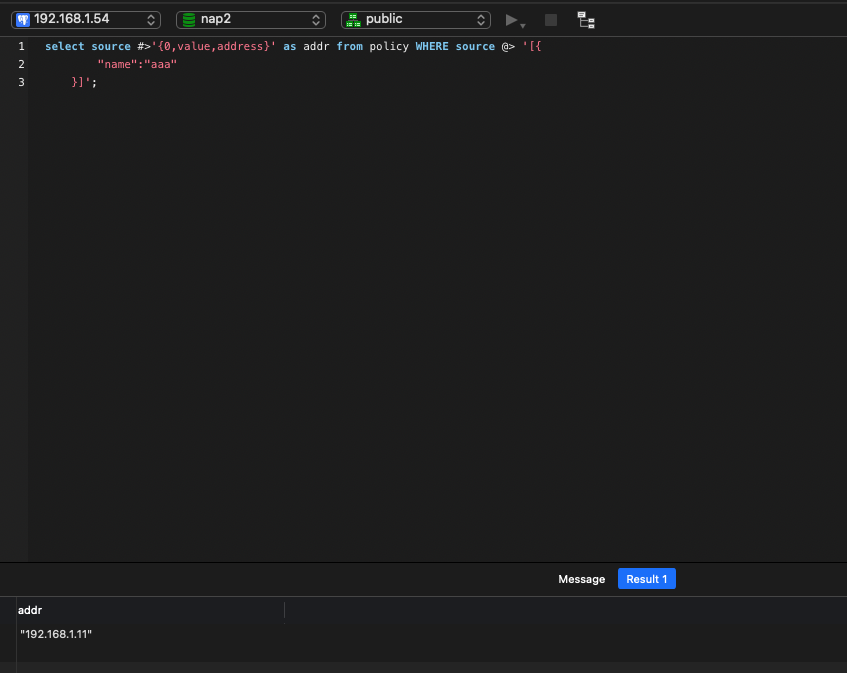 192.168.1.54 nap2 public
1 select source #>'{0,value,address}' as addr from policy WHERE source @> '[{
2 "name":"aaa"
3 }]';
Message Result 1
addr
"192.168.1.11"